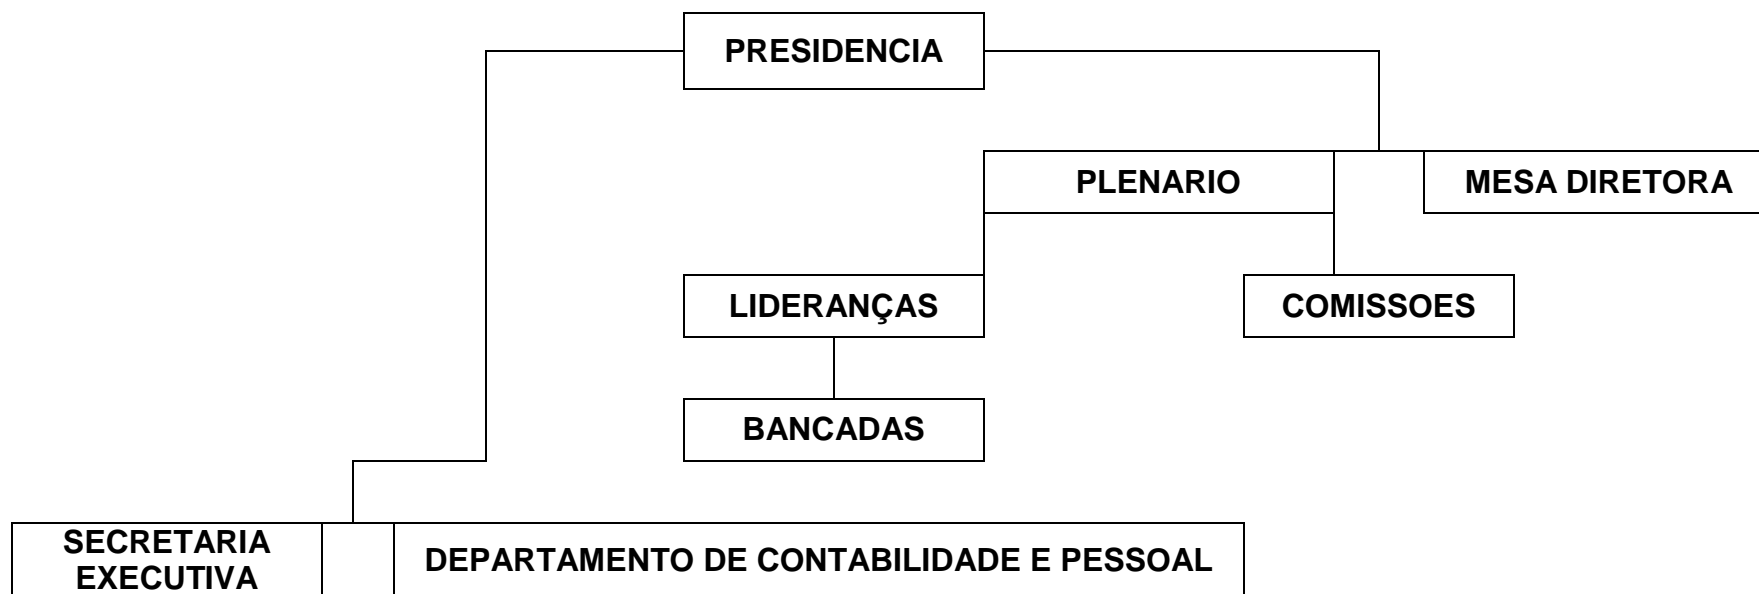 PRESIDENCIA
PLENARIO
MESA DIRETORA
LIDERANÇAS
COMISSOES
BANCADAS
SECRETARIA
EXECUTIVA
DEPARTAMENTO DE CONTABILIDADE E PESSOAL